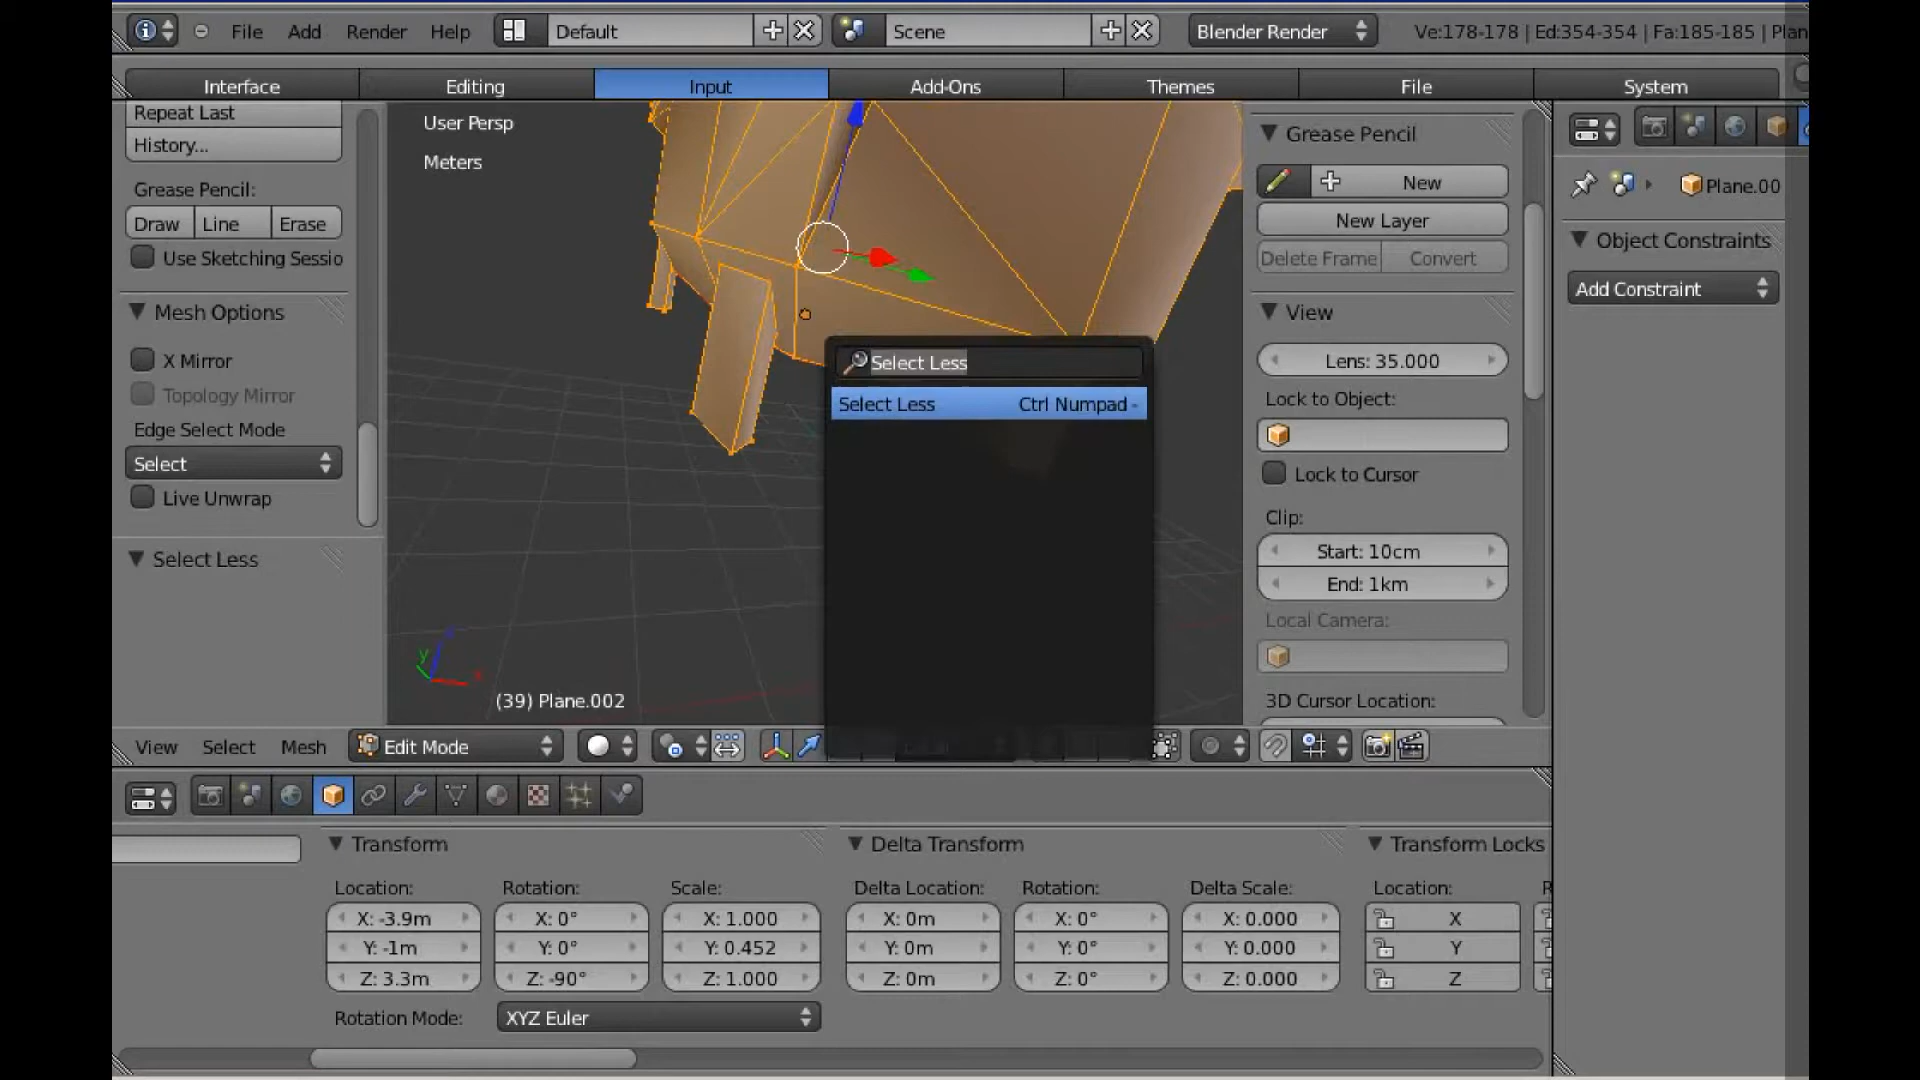 File Add Render Help Default Scene Blender Render Ve:178-178 | Ed:354-354 | Fa:185-185 | Plan
Interface Editing Input Add-Ons Themes File System
Repeat Last
History...
Grease Pencil:
Draw Line Erase
Use Sketching Sessio
Mesh Options
X Mirror
Topology Mirror
Edge Select Mode
Select
Live Unwrap
Select Less
User Persp
Meters
Select Less
Select Less Ctrl Numpad -
y
(39) Plane.002
Grease Pencil
New
New Layer
Delete Frame Convert
View
Lens: 35.000
Lock to Object:
Lock to Cursor
Clip:
Start: 10cm
End: 1km
Local Camera:
3D Cursor Location:
Plane.00
Object Constraints
Add Constraint
View Select Mesh Edit Mode
Transform Delta Transform Transform Locks
Location: Rotation: Scale: Delta Location: Rotation: Delta Scale: Location: R
X: -3.9m X: 0° X: 1.000 X: 0m X: 0° X: 0.000 X
Y: -1m Y: 0° Y: 0.452 Y: 0m Y: 0° Y: 0.000 Y
Z: 3.3m Z: -90° Z: 1.000 Z: 0m Z: 0° Z: 0.000 Z
Rotation Mode: XYZ Euler